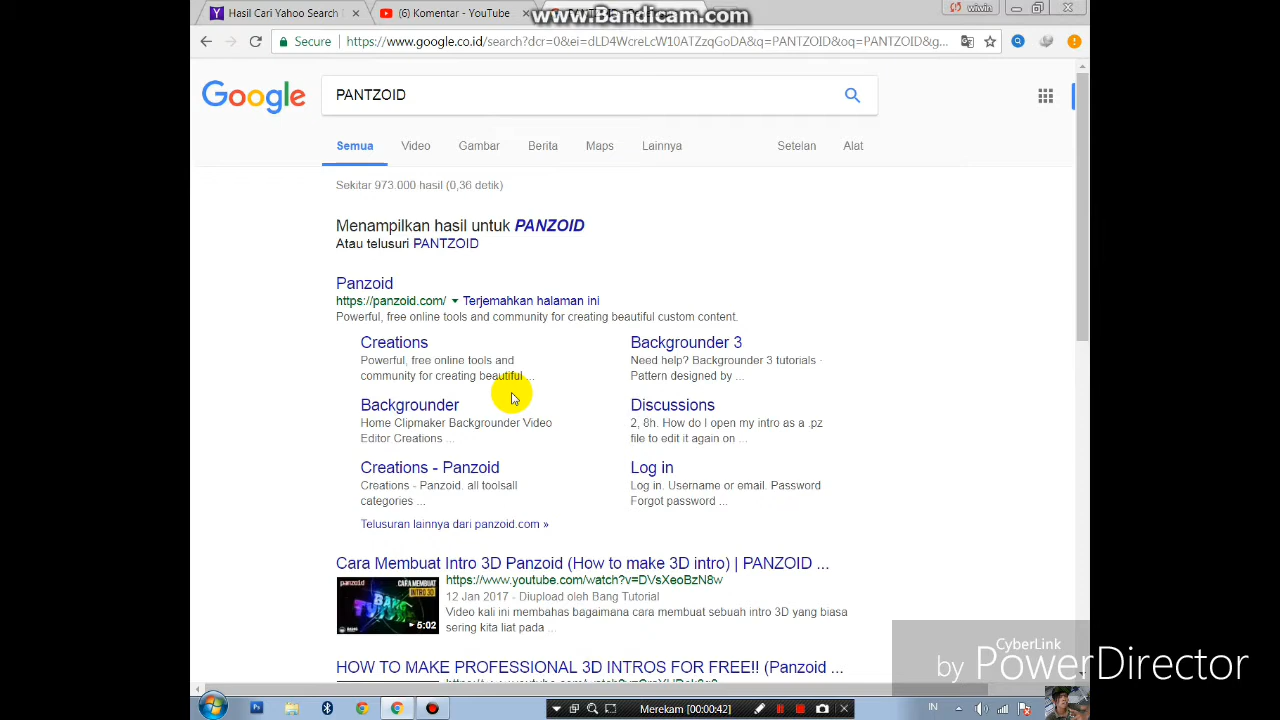 Hasil Cari Yahoo Search
(6) Komentar - YouTube
www.Bandicam.com
wiwin
Secure
https://www.google.co.id/search?dcr=0&ei=dLD4WcreLcW10ATZzqGoDA&q=PANTZOID&oq=PANTZOID&g...
Google
PANTZOID
Semua Video Gambar Berita Maps Lainnya Setelan Alat
Sekitar 973.000 hasil (0,36 detik)
Menampilkan hasil untuk PANZOID
Atau telusuri PANTZOID
Panzoid
https://panzoid.com/ Terjemahkan halaman ini
Powerful, free online tools and community for creating beautiful custom content.
Creations
Powerful, free online tools and
community for creating beautiful ...
Backgrounder 3
Need help? Backgrounder 3 tutorials ·
Pattern designed by ...
Backgrounder
Home Clipmaker Backgrounder Video
Editor Creations ...
Discussions
2, 8h. How do I open my intro as a .pz
file to edit it again on ...
Creations - Panzoid
Creations - Panzoid. all toolsall
categories ...
Log in
Log in. Username or email. Password
Forgot password ...
Telusuran lainnya dari panzoid.com »
Cara Membuat Intro 3D Panzoid (How to make 3D intro) | PANZOID ...
panzoid
CARA MEMBUAT
INTRO 3D
BANG
5:02
https://www.youtube.com/watch?v=DVsXeoBzN8w
12 Jan 2017 - Diupload oleh Bang Tutorial
Video kali ini membahas bagaimana cara membuat sebuah intro 3D yang biasa
sering kita liat pada ...
HOW TO MAKE PROFESSIONAL 3D INTROS FOR FREE!! (Panzoid ...
CyberLink
by PowerDirector
Merekam [00:00:42]
IN